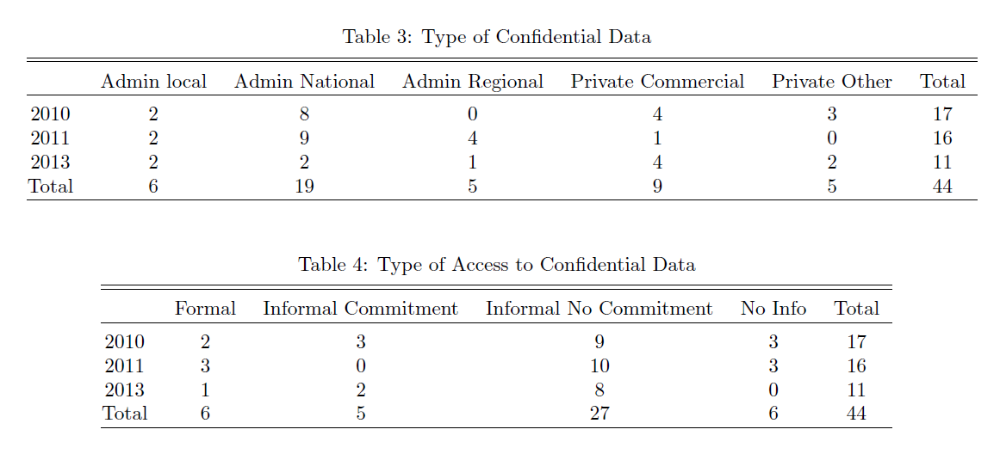 Table 3: Type of Confidential Data
Admin local Admin National Admin Regional Private Commercial Private Other Total
2010 2 8 0 4 3 17
2011 2 9 4 1 0 16
2013 2 2 1 4 2 11
Total 6 19 5 9 5 44
Table 4: Type of Access to Confidential Data
Formal Informal Commitment Informal No Commitment No Info Total
2010 2 3 9 3 17
2011 3 0 10 3 16
2013 1 2 8 0 11
Total 6 5 27 6 44